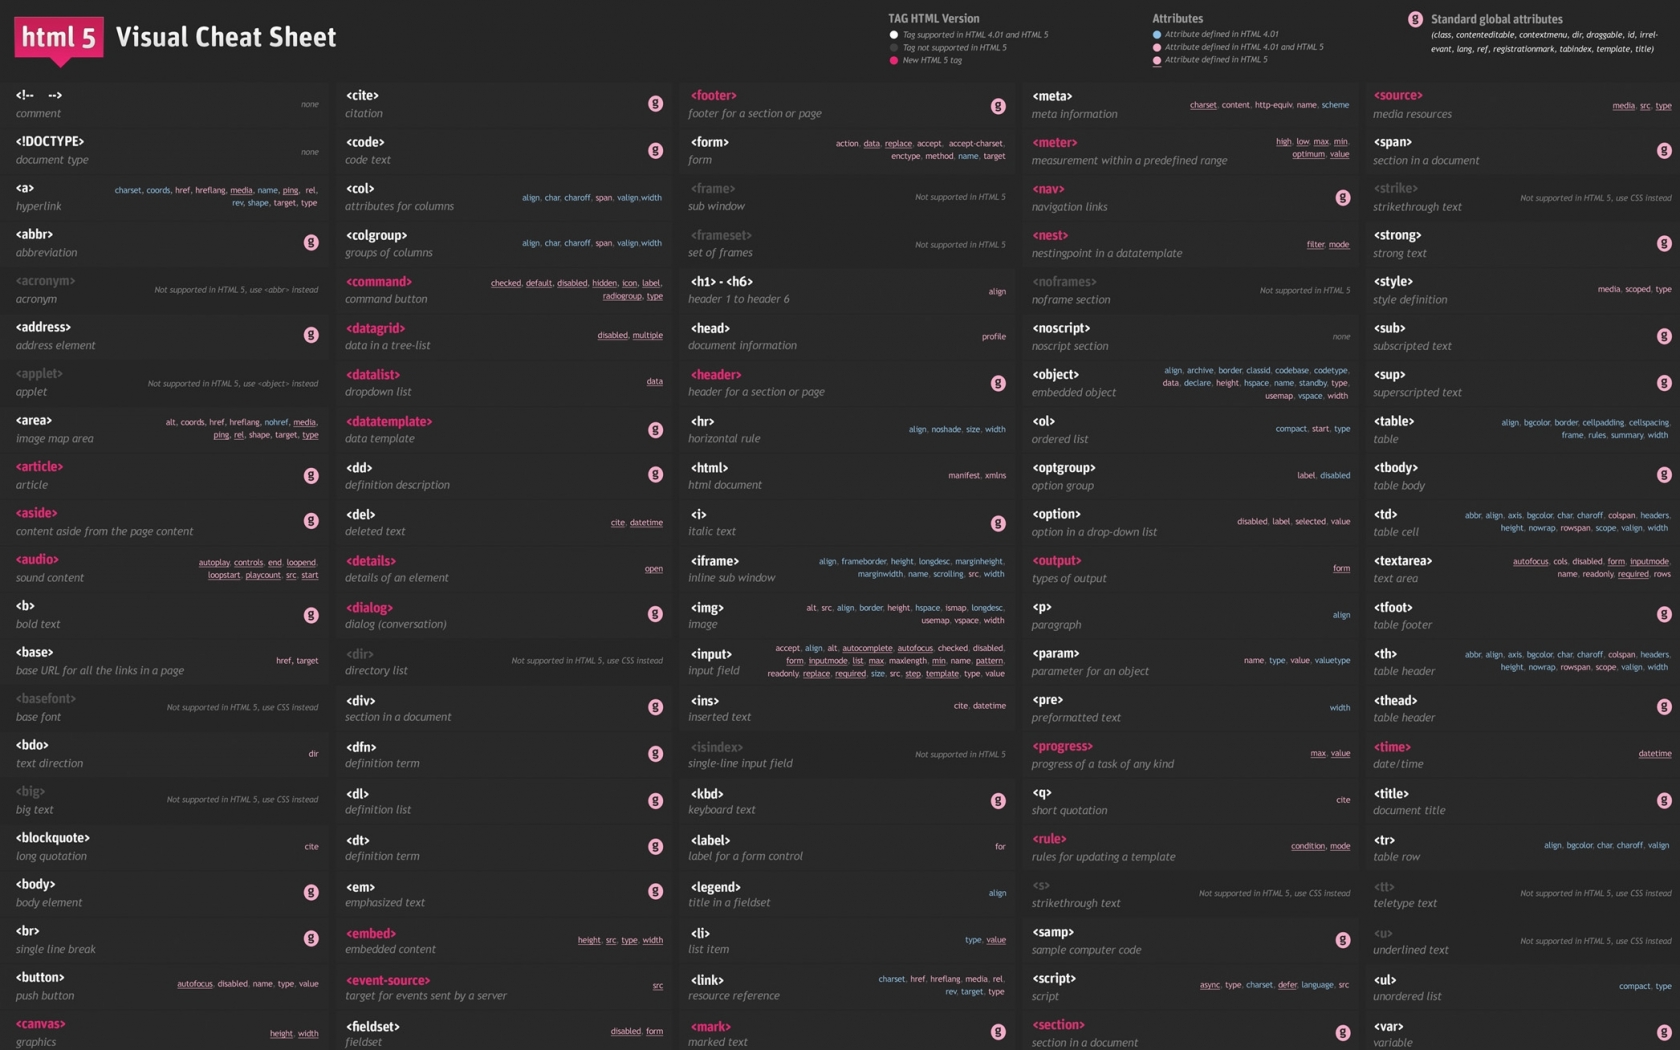 html 5 Visual Cheat Sheet
TAG HTML Version
Tag supported in HTML 4.01 and HTML 5
Tag not supported in HTML 5
New HTML 5 tag
Attributes
Attribute defined in HTML 4.01
Attribute defined in HTML 4.01 and HTML 5
Attribute defined in HTML 5
g Standard global attributes
(class, contenteditable, contextmenu, dir, draggable, id, irrel-
evant, lang, ref, registrationmark, tabindex, template, title)
<!-- -->
comment
none
<!DOCTYPE>
document type
none
<a>
hyperlink
charset, coords, href, hreflang, media, name, ping, rel,
rev, shape, target, type
<abbr>
abbreviation
g
<acronym>
acronym
Not supported in HTML 5, use <abbr> instead
<address>
address element
g
<applet>
applet
Not supported in HTML 5, use <object> instead
<area>
image map area
alt, coords, href, hreflang, nohref, media,
ping, rel, shape, target, type
<article>
article
g
<aside>
content aside from the page content
g
<audio>
sound content
autoplay, controls, end, loopend,
loopstart, playcount, src, start
<b>
bold text
g
<base>
base URL for all the links in a page
href, target
<basefont>
base font
Not supported in HTML 5, use CSS instead
<bdo>
text direction
dir
<big>
big text
Not supported in HTML 5, use CSS instead
<blockquote>
long quotation
cite
<body>
body element
g
<br>
single line break
g
<button>
push button
autofocus, disabled, name, type, value
<canvas>
graphics
height, width
<cite>
citation
g
<code>
code text
g
<col>
attributes for columns
align, char, charoff, span, valign,width
<colgroup>
groups of columns
align, char, charoff, span, valign,width
<command>
command button
checked, default, disabled, hidden, icon, label,
radiogroup, type
<datagrid>
data in a tree-list
disabled, multiple
<datalist>
dropdown list
data
<datatemplate>
data template
g
<dd>
definition description
g
<del>
deleted text
cite, datetime
<details>
details of an element
open
<dialog>
dialog (conversation)
g
<dir>
directory list
Not supported in HTML 5, use CSS instead
<div>
section in a document
g
<dfn>
definition term
g
<dl>
definition list
g
<dt>
definition term
g
<em>
emphasized text
g
<embed>
embedded content
height, src, type, width
<event-source>
target for events sent by a server
src
<fieldset>
fieldset
disabled, form
<footer>
footer for a section or page
g
<form>
form
action, data, replace, accept, accept-charset,
enctype, method, name, target
<frame>
sub window
Not supported in HTML 5
<frameset>
set of frames
Not supported in HTML 5
<h1> - <h6>
header 1 to header 6
align
<head>
document information
profile
<header>
header for a section or page
g
<hr>
horizontal rule
align, noshade, size, width
<html>
html document
manifest, xmlns
<i>
italic text
g
<iframe>
inline sub window
align, frameborder, height, longdesc, marginheight,
marginwidth, name, scrolling, src, width
<img>
image
alt, src, align, border, height, hspace, ismap, longdesc,
usemap, vspace, width
<input>
input field
accept, align, alt, autocomplete, autofocus, checked, disabled,
form, inputmode, list, max, maxlength, min, name, pattern,
readonly, replace, required, size, src, step, template, type, value
<ins>
inserted text
cite, datetime
<isindex>
single-line input field
Not supported in HTML 5
<kbd>
keyboard text
g
<label>
label for a form control
for
<legend>
title in a fieldset
align
<li>
list item
type, value
<link>
resource reference
charset, href, hreflang, media, rel,
rev, target, type
<mark>
marked text
g
<meta>
meta information
charset, content, http-equiv, name, scheme
<meter>
measurement within a predefined range
high, low, max, min,
optimum, value
<nav>
navigation links
g
<nest>
nestingpoint in a datatemplate
filter, mode
<noframes>
noframe section
Not supported in HTML 5
<noscript>
noscript section
none
<object>
embedded object
align, archive, border, classid, codebase, codetype,
data, declare, height, hspace, name, standby, type,
usemap, vspace, width
<ol>
ordered list
compact, start, type
<optgroup>
option group
label, disabled
<option>
option in a drop-down list
disabled, label, selected, value
<output>
types of output
form
<p>
paragraph
align
<param>
parameter for an object
name, type, value, valuetype
<pre>
preformatted text
width
<progress>
progress of a task of any kind
max, value
<q>
short quotation
cite
<rule>
rules for updating a template
condition, mode
<s>
strikethrough text
Not supported in HTML 5, use CSS instead
<samp>
sample computer code
g
<script>
script
async, type, charset, defer, language, src
<section>
section in a document
g
<source>
media resources
media, src, type
<span>
section in a document
g
<strike>
strikethrough text
Not supported in HTML 5, use CSS instead
<strong>
strong text
g
<style>
style definition
media, scoped, type
<sub>
subscripted text
g
<sup>
superscripted text
g
<table>
table
align, bgcolor, border, cellpadding, cellspacing,
frame, rules, summary, width
<tbody>
table body
g
<td>
table cell
abbr, align, axis, bgcolor, char, charoff, colspan, headers,
height, nowrap, rowspan, scope, valign, width
<textarea>
text area
autofocus, cols, disabled, form, inputmode,
name, readonly, required, rows
<tfoot>
table footer
g
<th>
table header
abbr, align, axis, bgcolor, char, charoff, colspan, headers,
height, nowrap, rowspan, scope, valign, width
<thead>
table header
g
<time>
date/time
datetime
<title>
document title
g
<tr>
table row
align, bgcolor, char, charoff, valign
<tt>
teletype text
Not supported in HTML 5, use CSS instead
<u>
underlined text
Not supported in HTML 5, use CSS instead
<ul>
unordered list
compact, type
<var>
variable
g